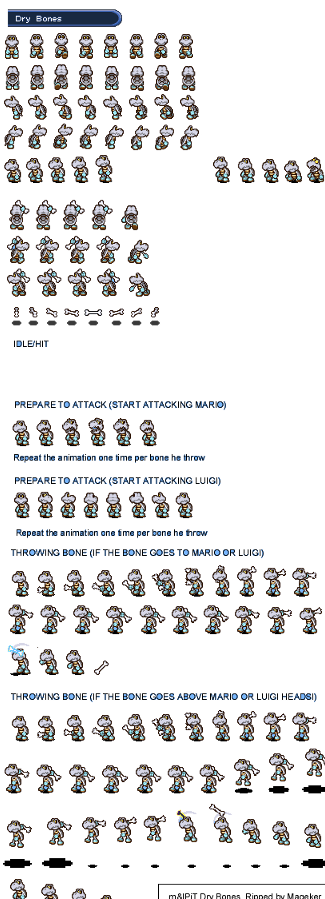 Dry Bones
IDLE/HIT
PREPARE TO ATTACK (START ATTACKING MARIO)
Repeat the animation one time per bone he throw
PREPARE TO ATTACK (START ATTACKING LUIGI)
Repeat the animation one time per bone he throw
THROWING BONE (IF THE BONE GOES TO MARIO OR LUIGI)
THROWING BONE (IF THE BONE GOES ABOVE MARIO OR LUIGI HEADS!)
m&lPiT Dry Bones. Ripped by Mageker